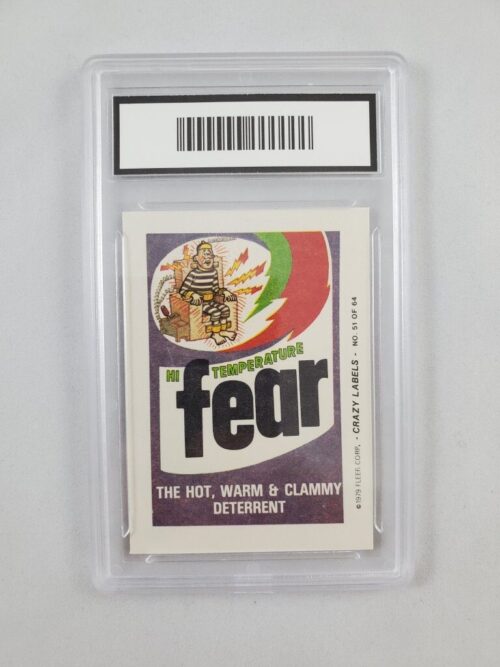 HI TEMPERATURE
fear
THE HOT, WARM & CLAMMY
DETERRENT
©1979 FLEER CORP. - CRAZY LABELS - NO. 51 OF 64